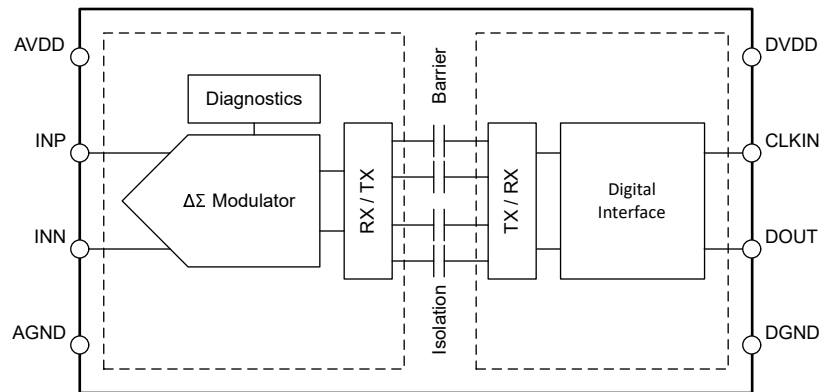 AVDD
DVDD
Barrier
Diagnostics
INP
CLKIN
ΔΣ Modulator
RX / TX
TX / RX
Digital
Interface
INN
DOUT
Isolation
AGND
DGND